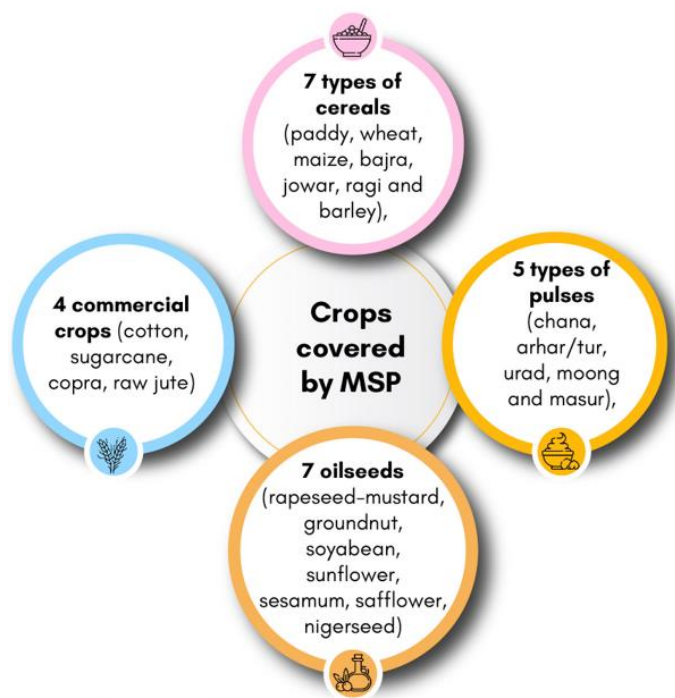 7 types of
cereals
(paddy, wheat,
maize, bajra,
jowar, ragi and
barley),
4 commercial
crops (cotton,
sugarcane,
copra, raw jute)
Crops
covered
by MSP
5 types of
pulses
(chana,
arhar/tur,
urad, moong
and masur),
7 oilseeds
(rapeseed-mustard,
groundnut,
soyabean,
sunflower,
sesamum, safflower,
nigerseed)